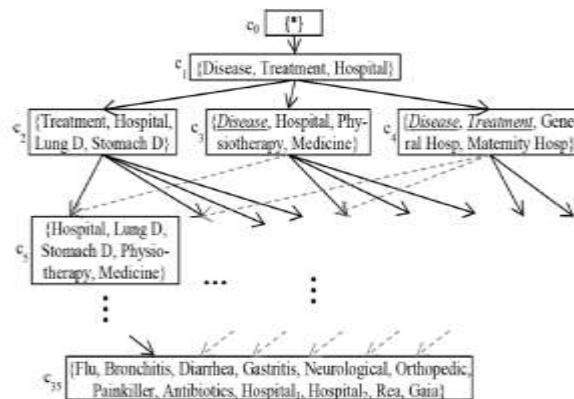 c0 {*}
c1 {Disease, Treatment, Hospital}
c2 {Treatment, Hospital,
Lung D, Stomach D}
c3 {Disease, Hospital, Phy-
siotherapy, Medicine}
c4 {Disease, Treatment, Gene
ral Hosp, Maternity Hosp}
c5 {Hospital, Lung D,
Stomach D, Physio-
therapy, Medicine}
...
c35 {Flu, Bronchitis, Diarrhea, Gastritis, Neurological, Orthopedic,
Painkiller, Antibiotics, Hospital1, Hospital2, Rea, Gaia}